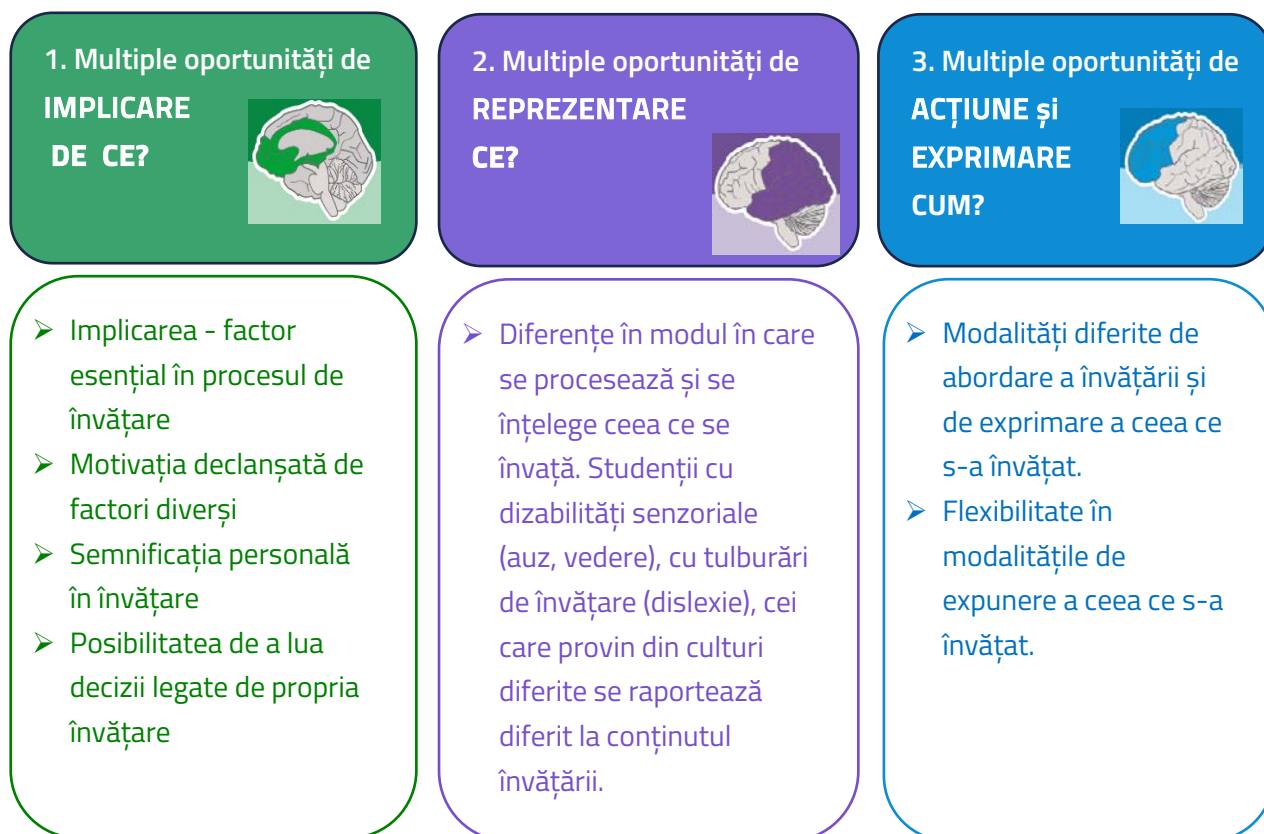 1. Multiple oportunități de
IMPLICARE
DE CE?
2. Multiple oportunități de
REPREZENTARE
CE?
3. Multiple oportunități de
ACȚIUNE și
EXPRIMARE
CUM?
➢ Implicarea - factor
esențial în procesul de
învățare
➢ Motivația declanșată de
factori diverși
➢ Semnificația personală
în învățare
➢ Posibilitatea de a lua
decizii legate de propria
învățare
➢ Diferențe în modul în care
se procesează și se
înțelege ceea ce se
învață. Studenții cu
dizabilități senzoriale
(auz, vedere), cu tulburări
de învățare (dislexie), cei
care provin din culturi
diferite se raportează
diferit la conținutul
învățării.
➢ Modalități diferite de
abordare a învățării și
de exprimare a ceea ce
s-a învățat.
➢ Flexibilitate în
modalitățile de
expunere a ceea ce s-a
învățat.